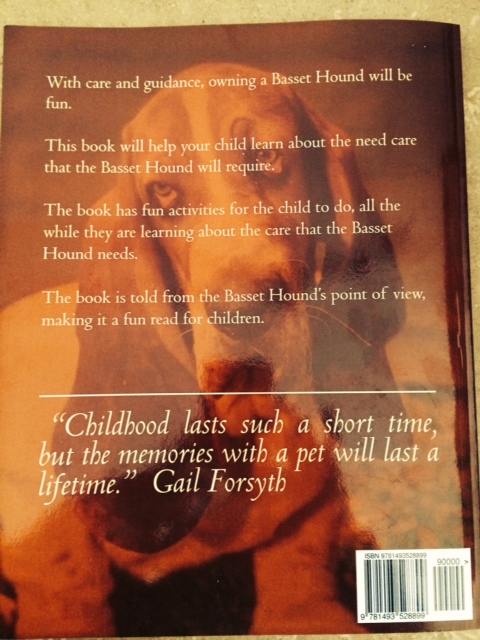 With care and guidance, owning a Basset Hound will be
fun.
This book will help your child learn about the need care
that the Basset Hound will require.
The book has fun activities for the child to do, all the
while they are learning about the care that the Basset
Hound needs.
The book is told from the Basset Hound's point of view,
making it a fun read for children.
"Childhood lasts such a short time,
but the memories with a pet will last a
lifetime." Gail Forsyth
ISBN 9781493528899
90000 >
9 781493 528899